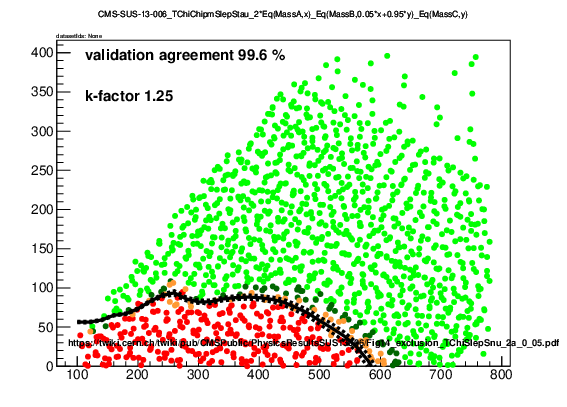 CMS-SUS-13-006_TChiChipmSlepStau_2*Eq(MassA,x)_Eq(MassB,0.05*x+0.95*y)_Eq(MassC,y)
datasetIds: None
validation agreement 99.6 %
k-factor 1.25
400
350
300
250
200
150
100
50
0
100 200 300 400 500 600 700 800